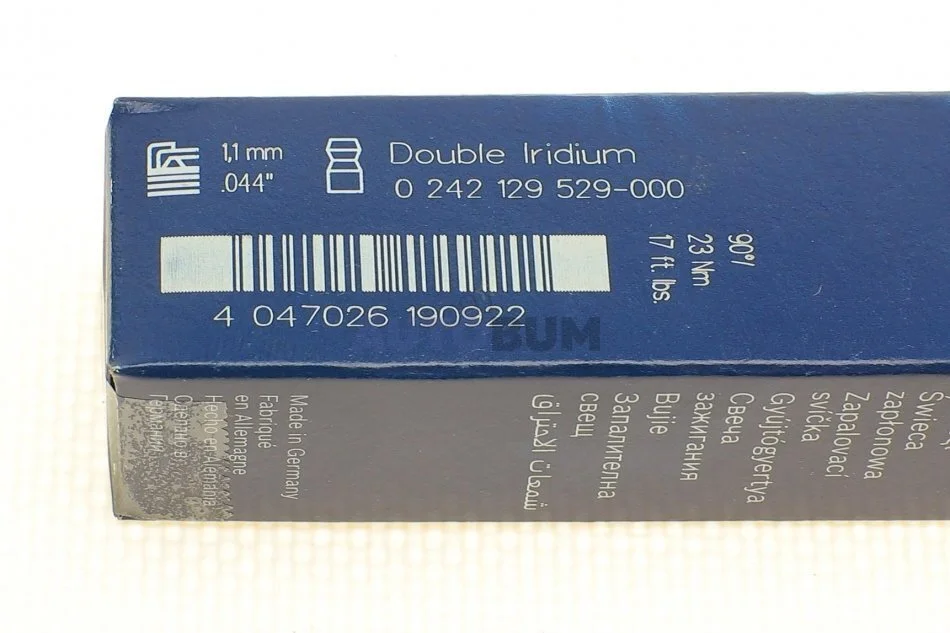 1,1 mm
.044"
Double Iridium
0 242 129 529-000
4 047026 190922
90°/
23 Nm
17 ft. lbs.
BUM
Made in Germany
Fabriqué
en Allemagne
Hecho en Alemania
شمعات الاحتراق
свещ
Запалителна
Bujie
зажигания
Свеча
Gyújtógyertya
svíčka
Zapalovací
zapłonowa
Świeca